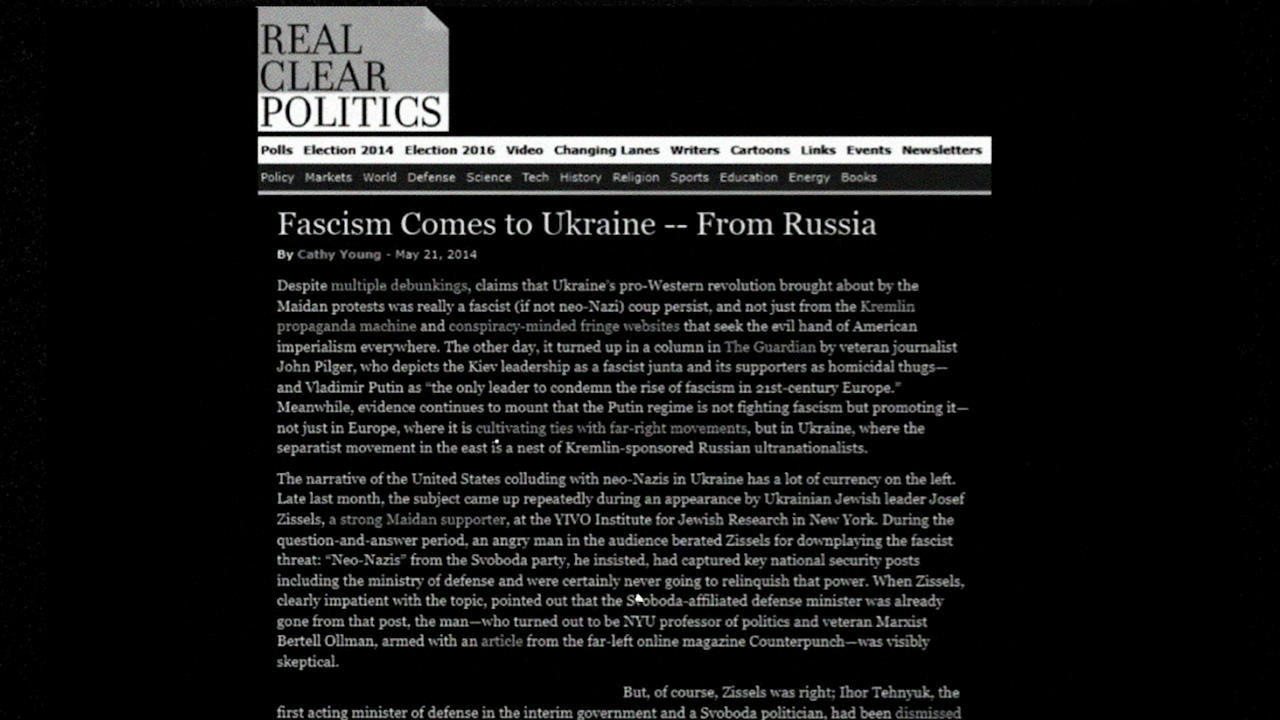 REAL
CLEAR
POLITICS
Polls Election 2014 Election 2016 Video Changing Lanes Writers Cartoons Links Events Newsletters
Policy Markets World Defense Science Tech History Religion Sports Education Energy Books
Fascism Comes to Ukraine -- From Russia
By Cathy Young - May 21, 2014
Despite multiple debunkings, claims that Ukraine's pro-Western revolution brought about by the
Maidan protests was really a fascist (if not neo-Nazi) coup persist, and not just from the Kremlin
propaganda machine and conspiracy-minded fringe websites that seek the evil hand of American
imperialism everywhere. The other day, it turned up in a column in The Guardian by veteran journalist
John Pilger, who depicts the Kiev leadership as a fascist junta and its supporters as homicidal thugs—
and Vladimir Putin as “the only leader to condemn the rise of fascism in 21st-century Europe.”
Meanwhile, evidence continues to mount that the Putin regime is not fighting fascism but promoting it—
not just in Europe, where it is cultivating ties with far-right movements, but in Ukraine, where the
separatist movement in the east is a nest of Kremlin-sponsored Russian ultranationalists.
The narrative of the United States colluding with neo-Nazis in Ukraine has a lot of currency on the left.
Late last month, the subject came up repeatedly during an appearance by Ukrainian Jewish leader Josef
Zissels, a strong Maidan supporter, at the YIVO Institute for Jewish Research in New York. During the
question-and-answer period, an angry man in the audience berated Zissels for downplaying the fascist
threat: “Neo-Nazis” from the Svoboda party, he insisted, had captured key national security posts
including the ministry of defense and were certainly never going to relinquish that power. When Zissels,
clearly impatient with the topic, pointed out that the Svoboda-affiliated defense minister was already
gone from that post, the man—who turned out to be NYU professor of politics and veteran Marxist
Bertell Ollman, armed with an article from the far-left online magazine Counterpunch—was visibly
skeptical.
But, of course, Zissels was right; Ihor Tehnyuk, the
first acting minister of defense in the interim government and a Svoboda politician, had been dismissed